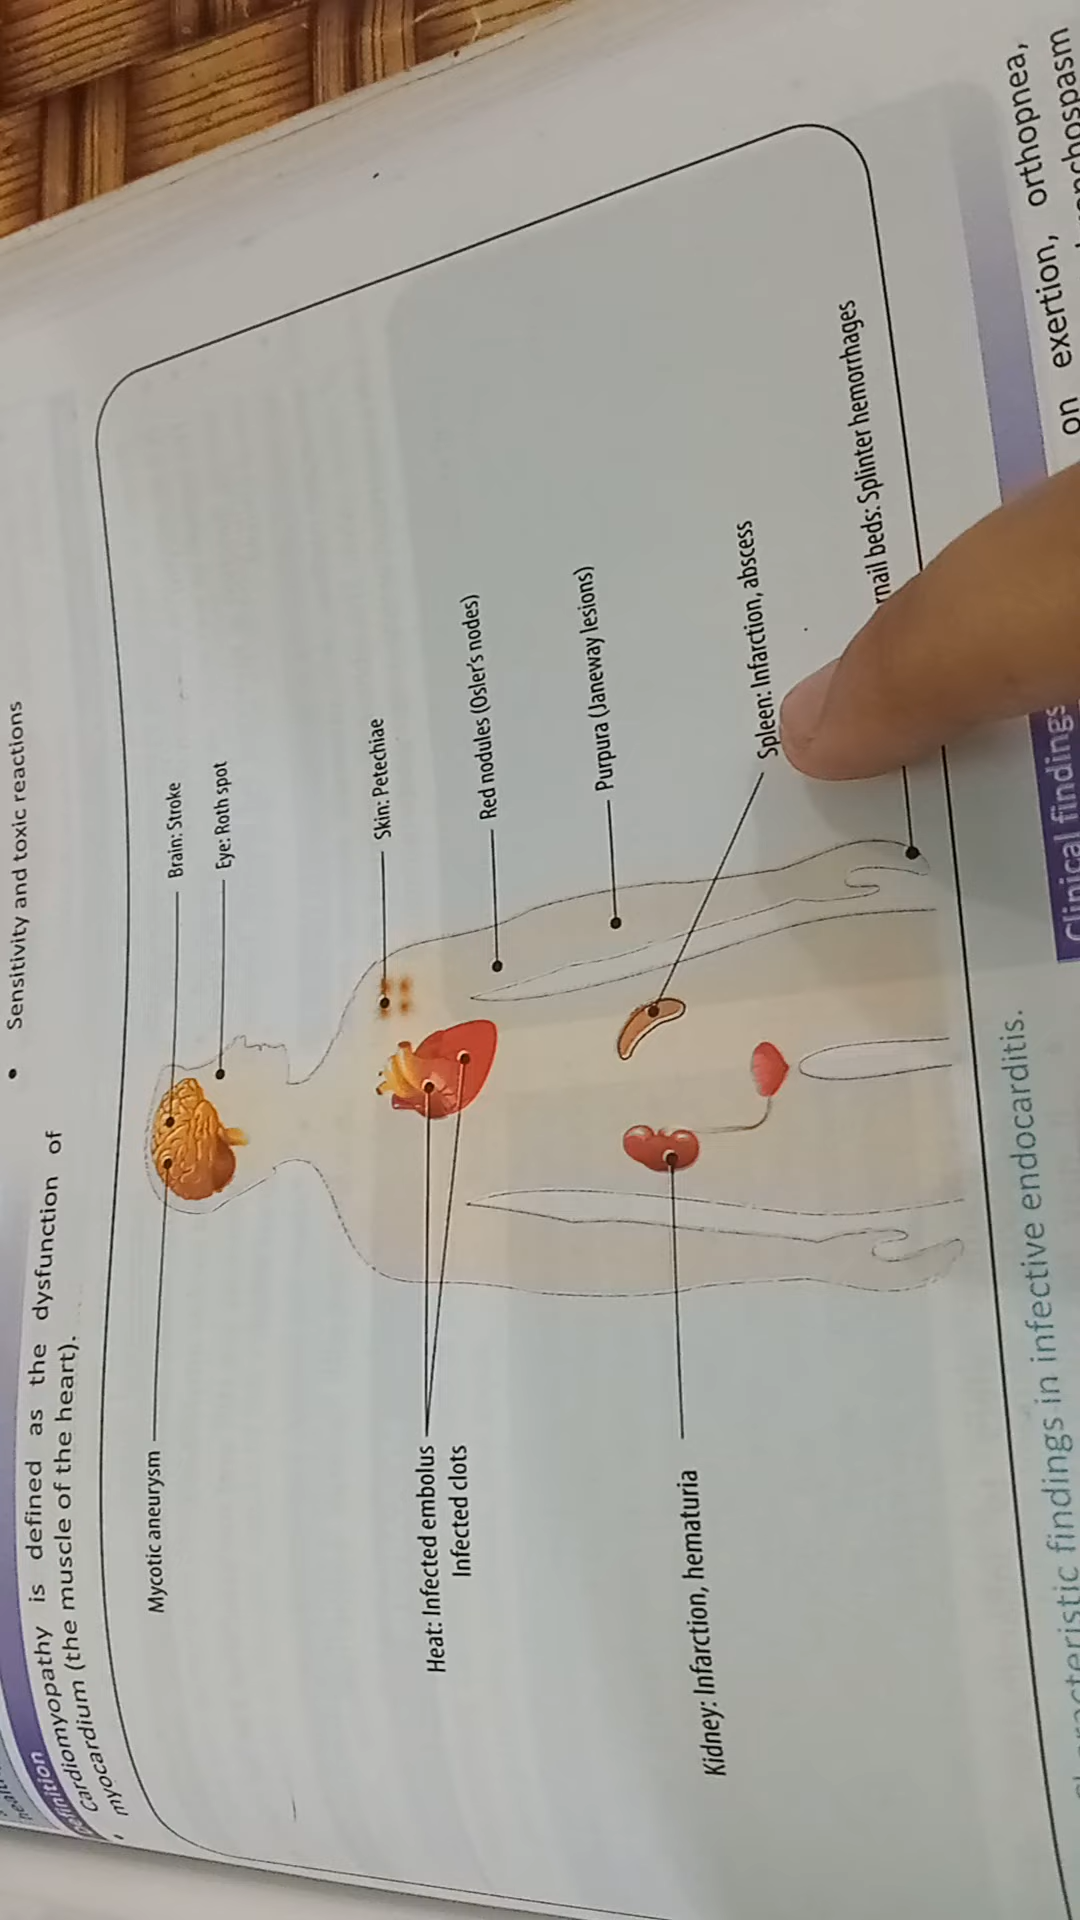 • Sensitivity and toxic reactions
Definition
• Cardiomyopathy is defined as the dysfunction of
myocardium (the muscle of the heart).
Mycotic aneurysm
Brain: Stroke
Eye: Roth spot
Skin: Petechiae
Heat: Infected embolus
Infected clots
Red nodules (Osler's nodes)
Purpura (Janeway lesions)
Kidney: Infarction, hematuria
Spleen: Infarction, abscess
nail beds: Splinter hemorrhages
findings in infective endocarditis.
Clinical findings
on exertion, orthopnea,